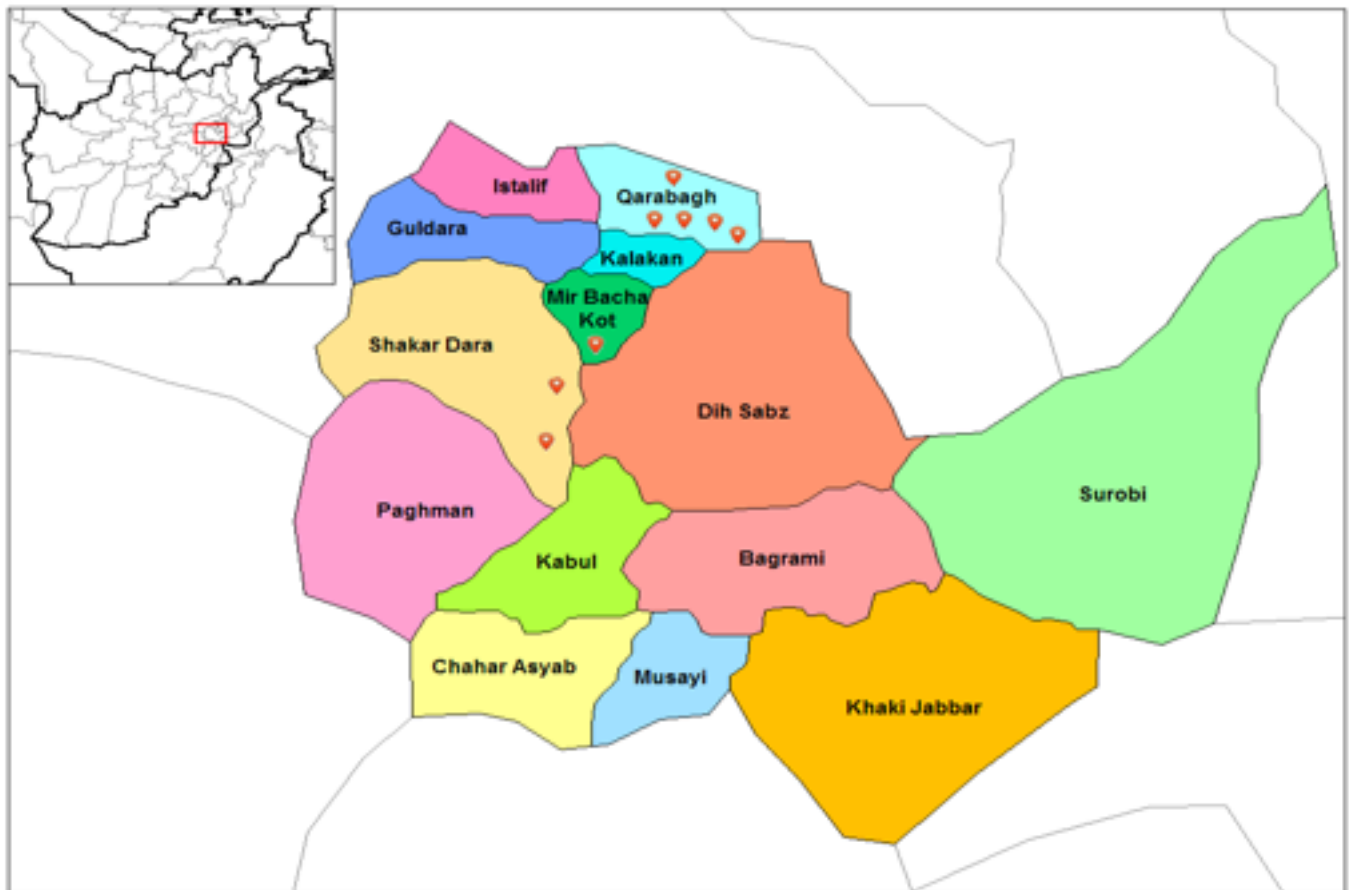 Istalif
Qarabagh
Guldara
Kalakan
Mir Bacha
Kot
Shakar Dara
Dih Sabz
Surobi
Paghman
Kabul
Bagrami
Chahar Asyab
Musayi
Khaki Jabbar